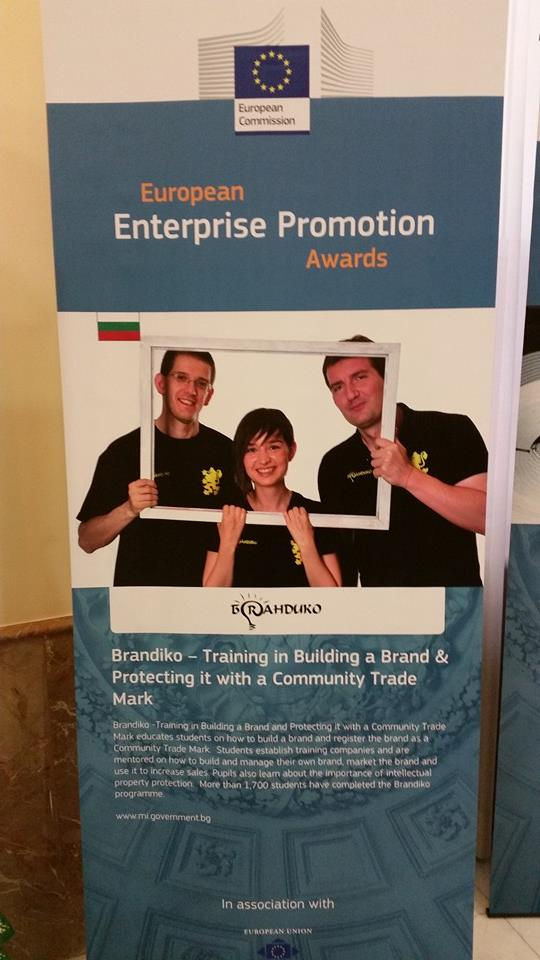 European
Commission
European
Enterprise Promotion
Awards
БRАНДИКО
Brandiko – Training in Building a Brand &
Protecting it with a Community Trade
Mark
Brandiko -Training in Building a Brand and Protecting it with a Community Trade
Mark educates students on how to build a brand and register the brand as a
Community Trade Mark. Students establish training companies and are
mentored on how to build and manage their own brand, market the brand and
use it to increase sales. Pupils also learn about the importance of intellectual
property protection. More than 1,700 students have completed the Brandiko
programme.
www.mi.government.bg
In association with
EUROPEAN UNION